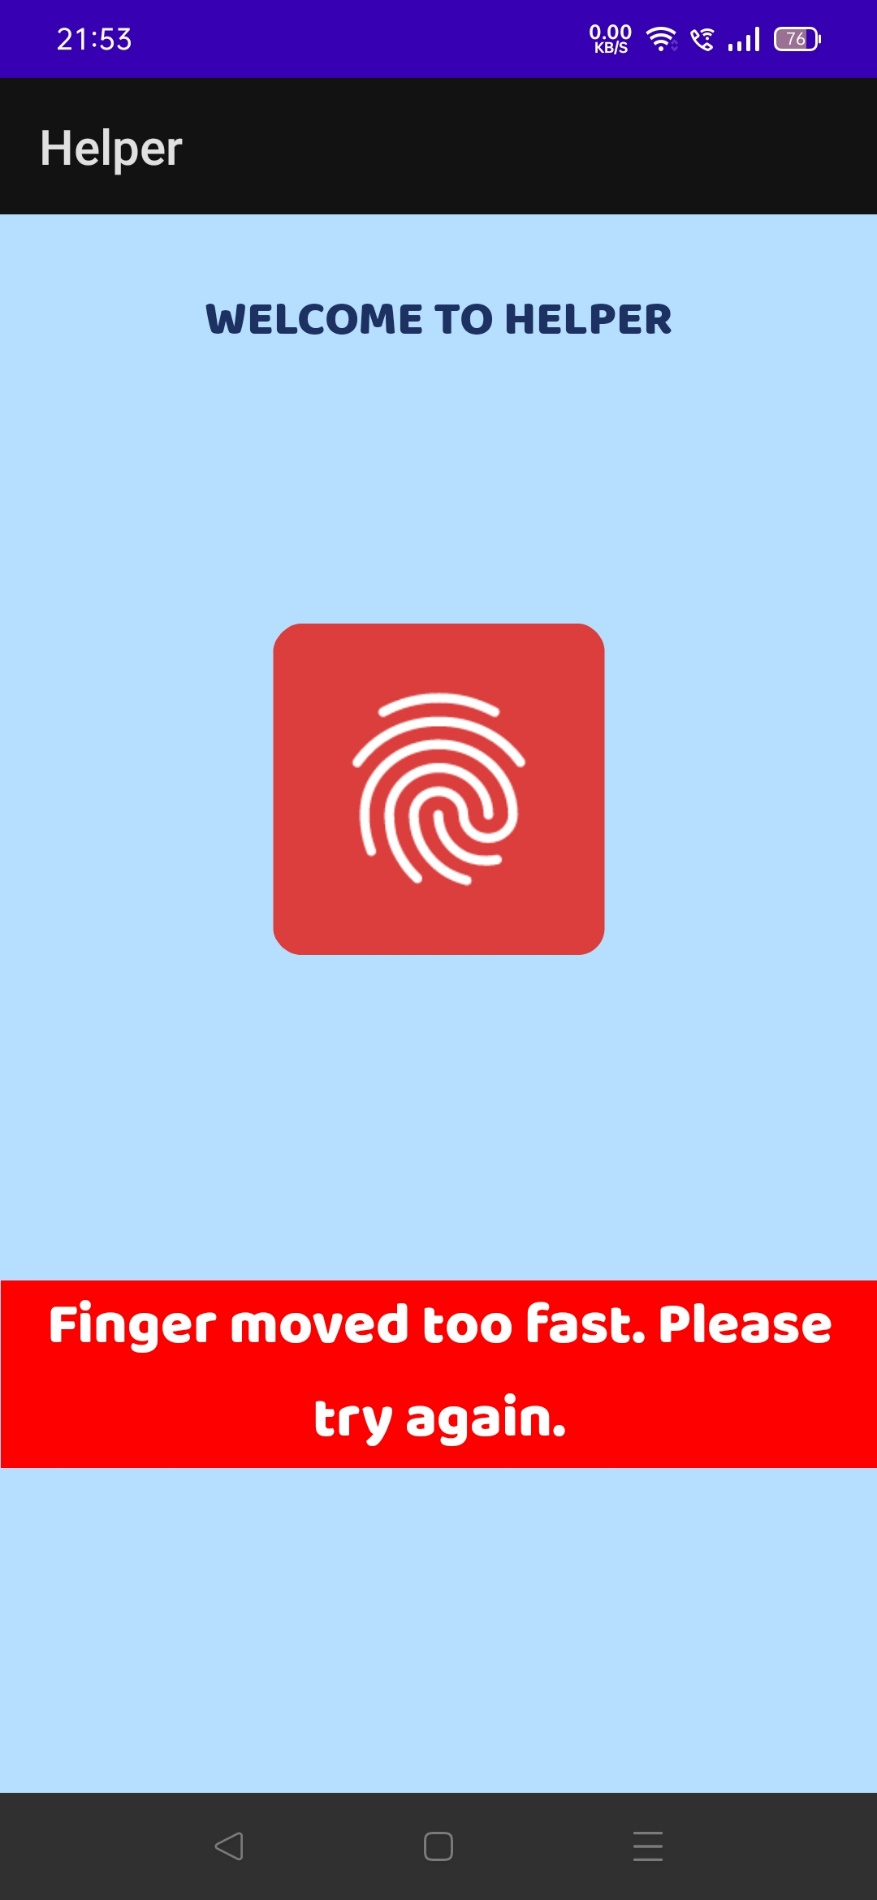 21:53
0.00
KB/S
76
Helper
WELCOME TO HELPER
Finger moved too fast. Please
try again.